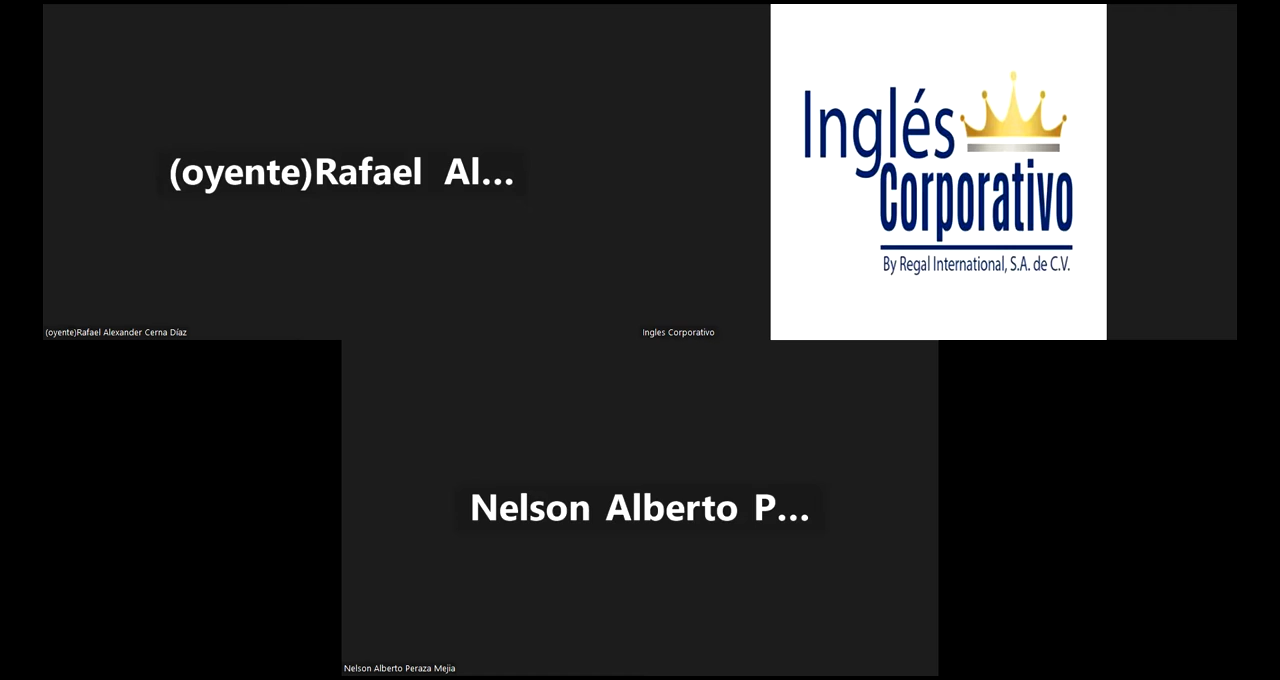 (oyente)Rafael Al...
(oyente)Rafael Alexander Cerna Díaz
Inglés
Corporativo
By Regal International, S.A. de C.V.
Ingles Corporativo
Nelson Alberto P...
Nelson Alberto Peraza Mejia